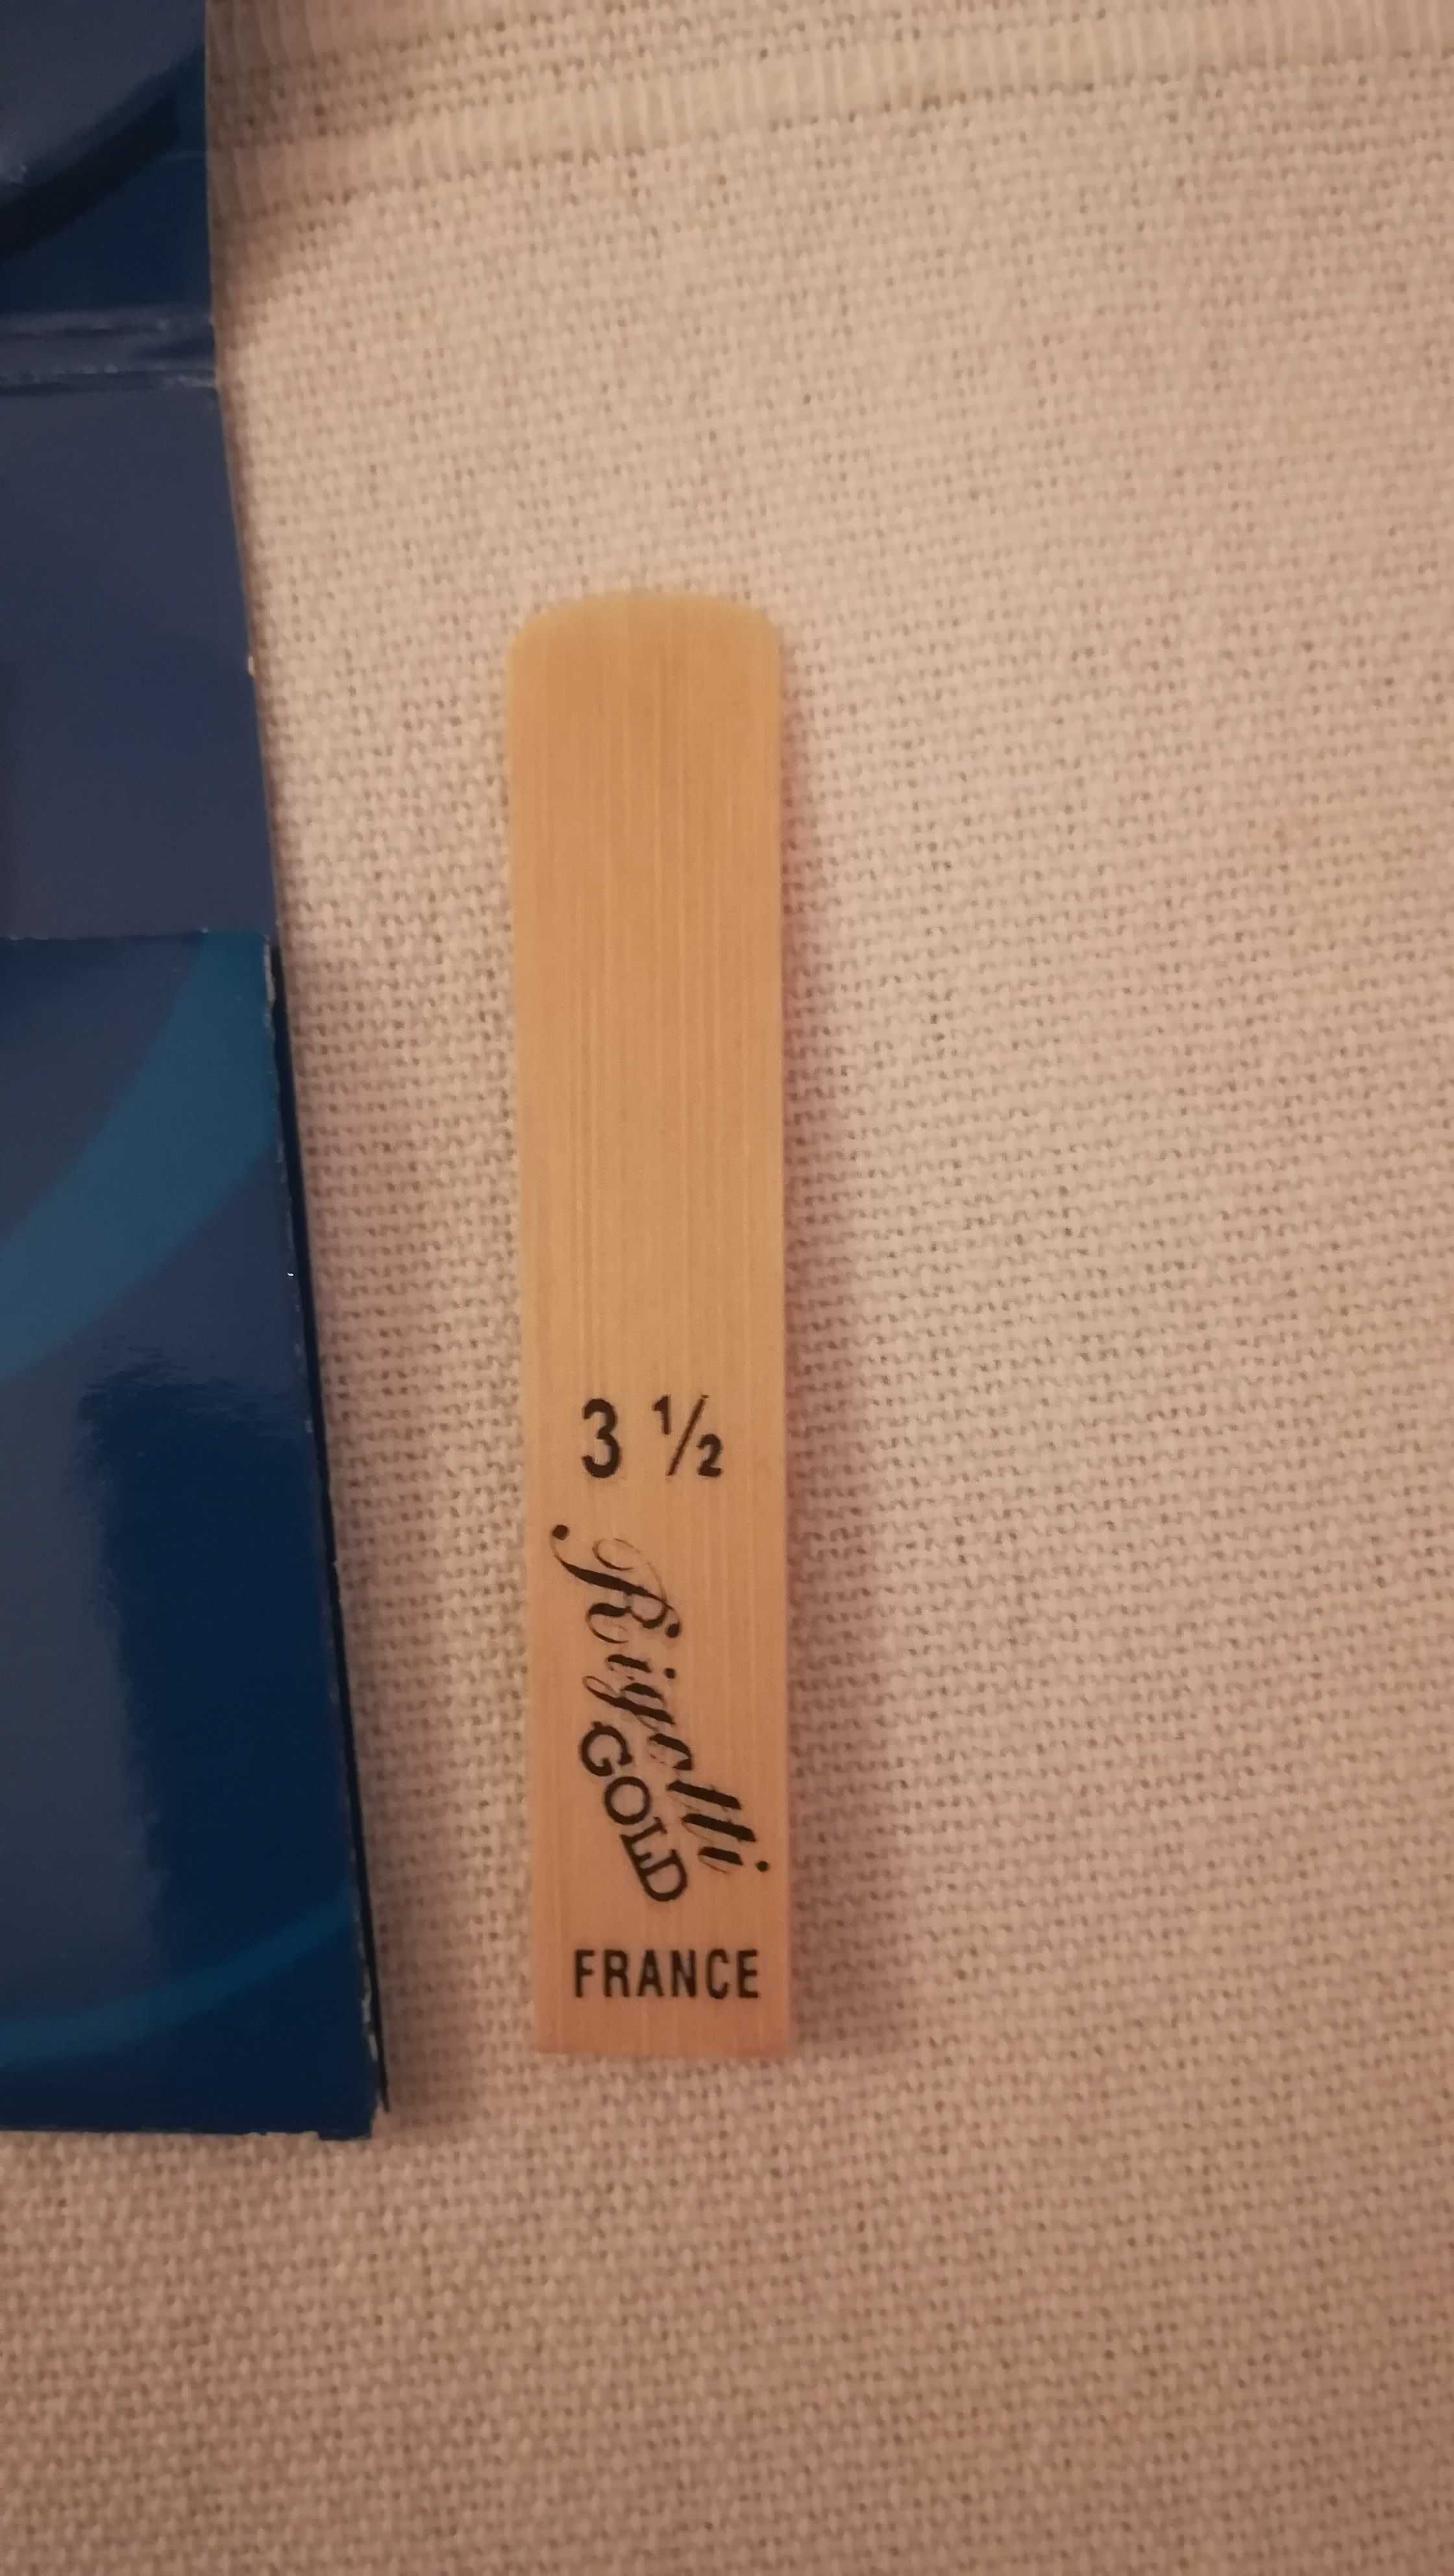 3 ½
Rigotti
GOLD
FRANCE